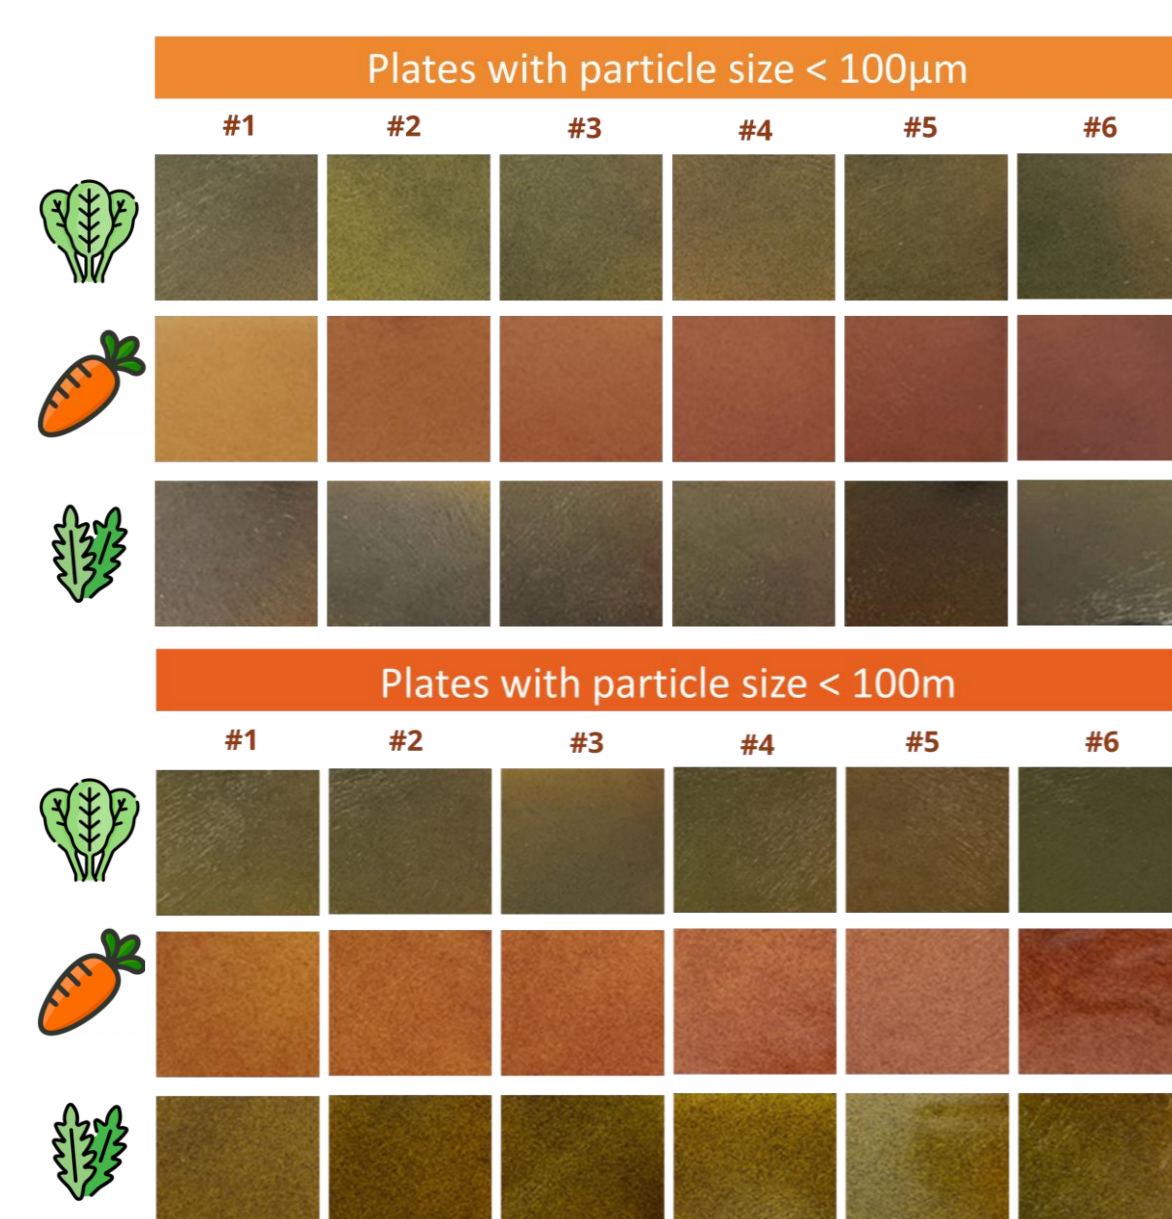 Plates with particle size < 100μm
#1 #2 #3 #4 #5 #6
Plates with particle size < 100m
#1 #2 #3 #4 #5 #6